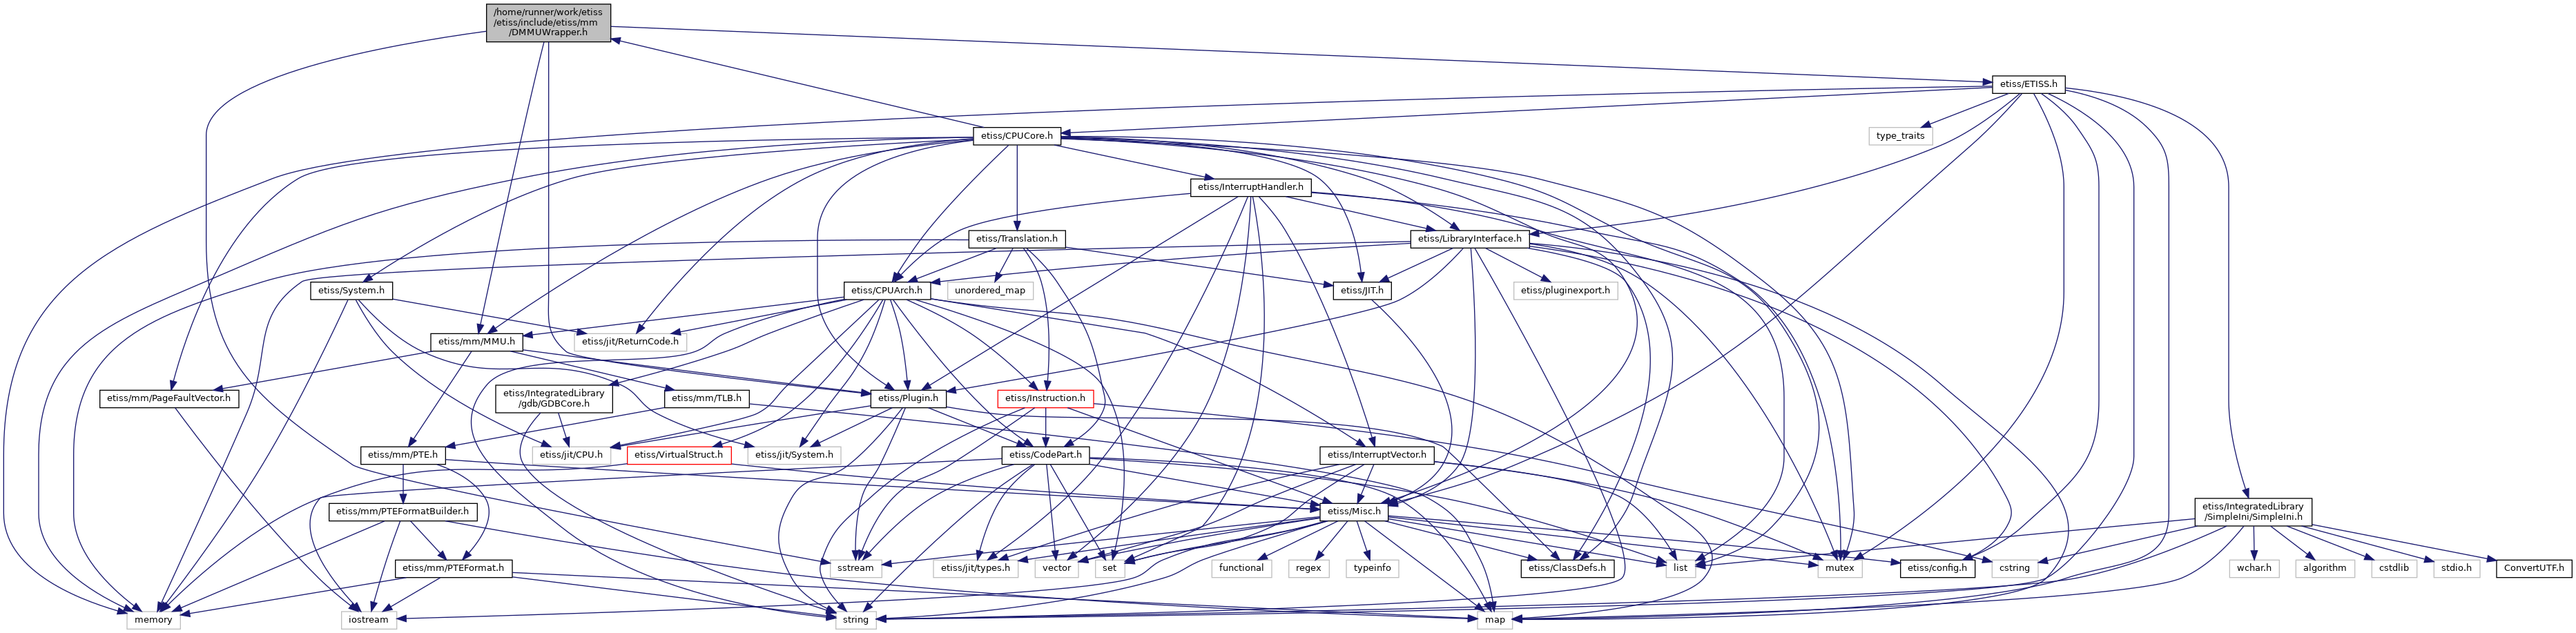 /home/runner/work/etiss
/etiss/include/etiss/mm
/DMMUWrapper.h
etiss/ETISS.h
etiss/CPUCore.h
type_traits
etiss/InterruptHandler.h
etiss/Translation.h
etiss/LibraryInterface.h
etiss/System.h
etiss/CPUArch.h
unordered_map
etiss/JIT.h
etiss/pluginexport.h
etiss/mm/MMU.h
etiss/jit/ReturnCode.h
etiss/mm/PageFaultVector.h
etiss/IntegratedLibrary
/gdb/GDBCore.h
etiss/mm/TLB.h
etiss/Plugin.h
etiss/Instruction.h
etiss/mm/PTE.h
etiss/jit/CPU.h
etiss/VirtualStruct.h
etiss/jit/System.h
etiss/CodePart.h
etiss/InterruptVector.h
etiss/mm/PTEFormatBuilder.h
etiss/Misc.h
etiss/IntegratedLibrary
/SimpleIni/SimpleIni.h
etiss/mm/PTEFormat.h
sstream
etiss/jit/types.h
vector
set
functional
regex
typeinfo
etiss/ClassDefs.h
list
mutex
etiss/config.h
cstring
wchar.h
algorithm
cstdlib
stdio.h
ConvertUTF.h
memory
iostream
string
map